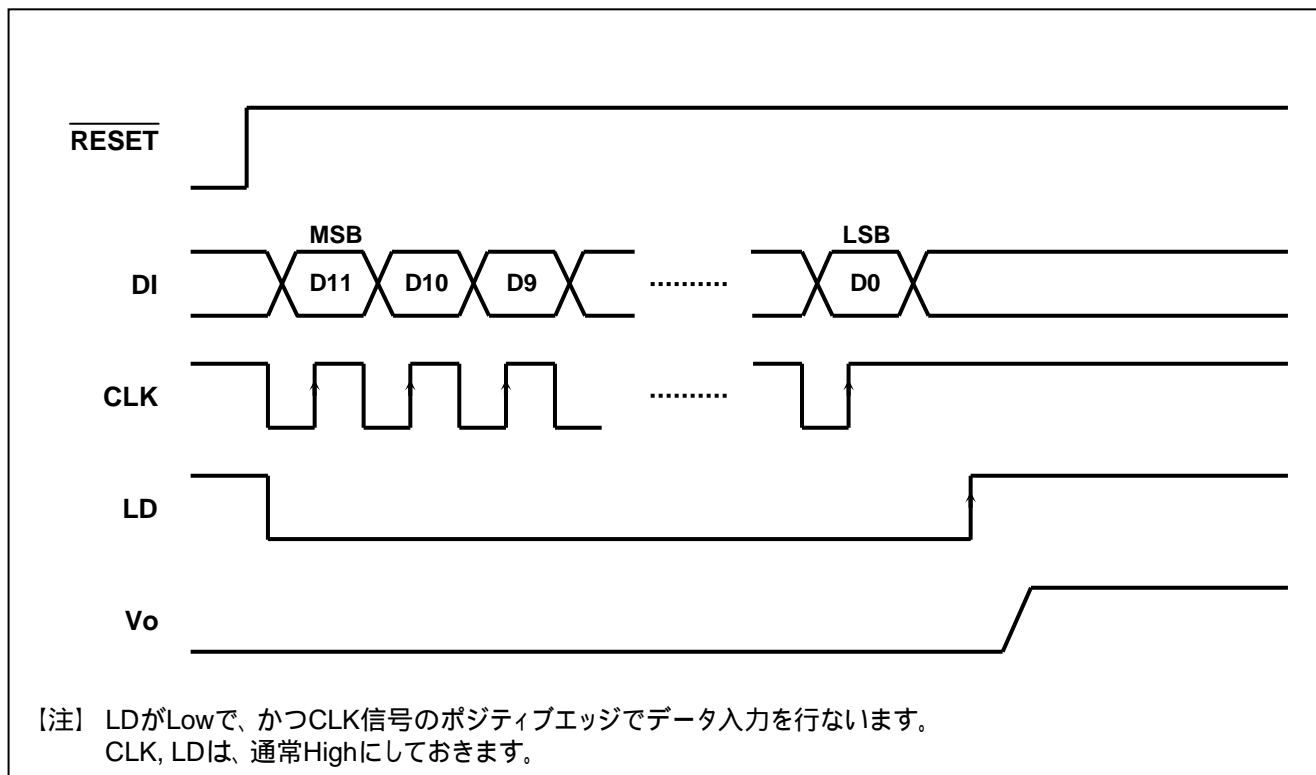 RESET
MSB
LSB
DI
D11
D10
D9
..........
D0
CLK
..........
LD
Vo
【注】 LDがLowで、かつCLK信号のポジティブエッジでデータ入力を行ないます。
CLK, LDは、通常Highにしておきます。